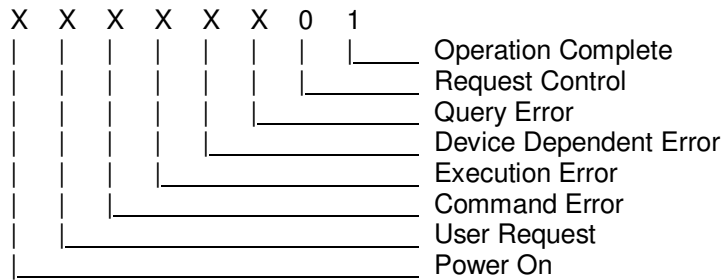 X X X X X X 0 1
Operation Complete
Request Control
Query Error
Device Dependent Error
Execution Error
Command Error
User Request
Power On